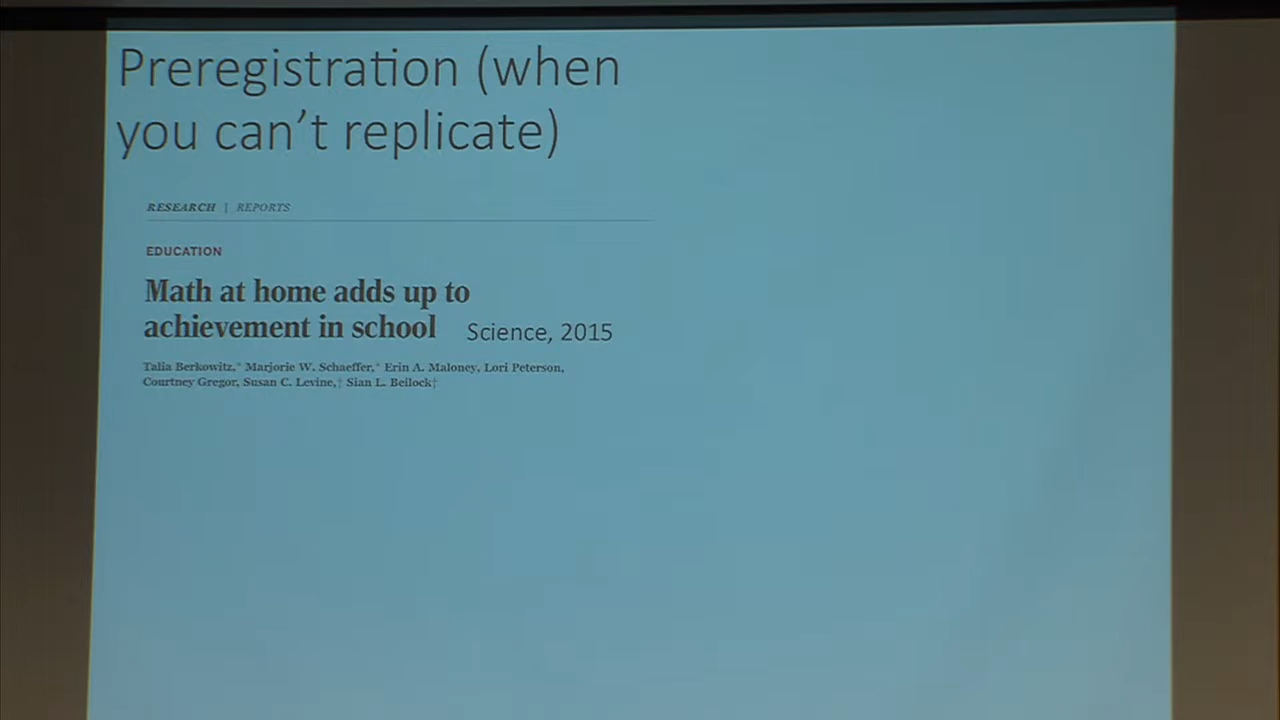 Preregistration (when
you can’t replicate)
RESEARCH | REPORTS
EDUCATION
Math at home adds up to
achievement in school Science, 2015
Talia Berkowitz,* Marjorie W. Schaeffer,* Erin A. Maloney, Lori Peterson,
Courtney Gregor, Susan C. Levine,† Sian L. Beilock†